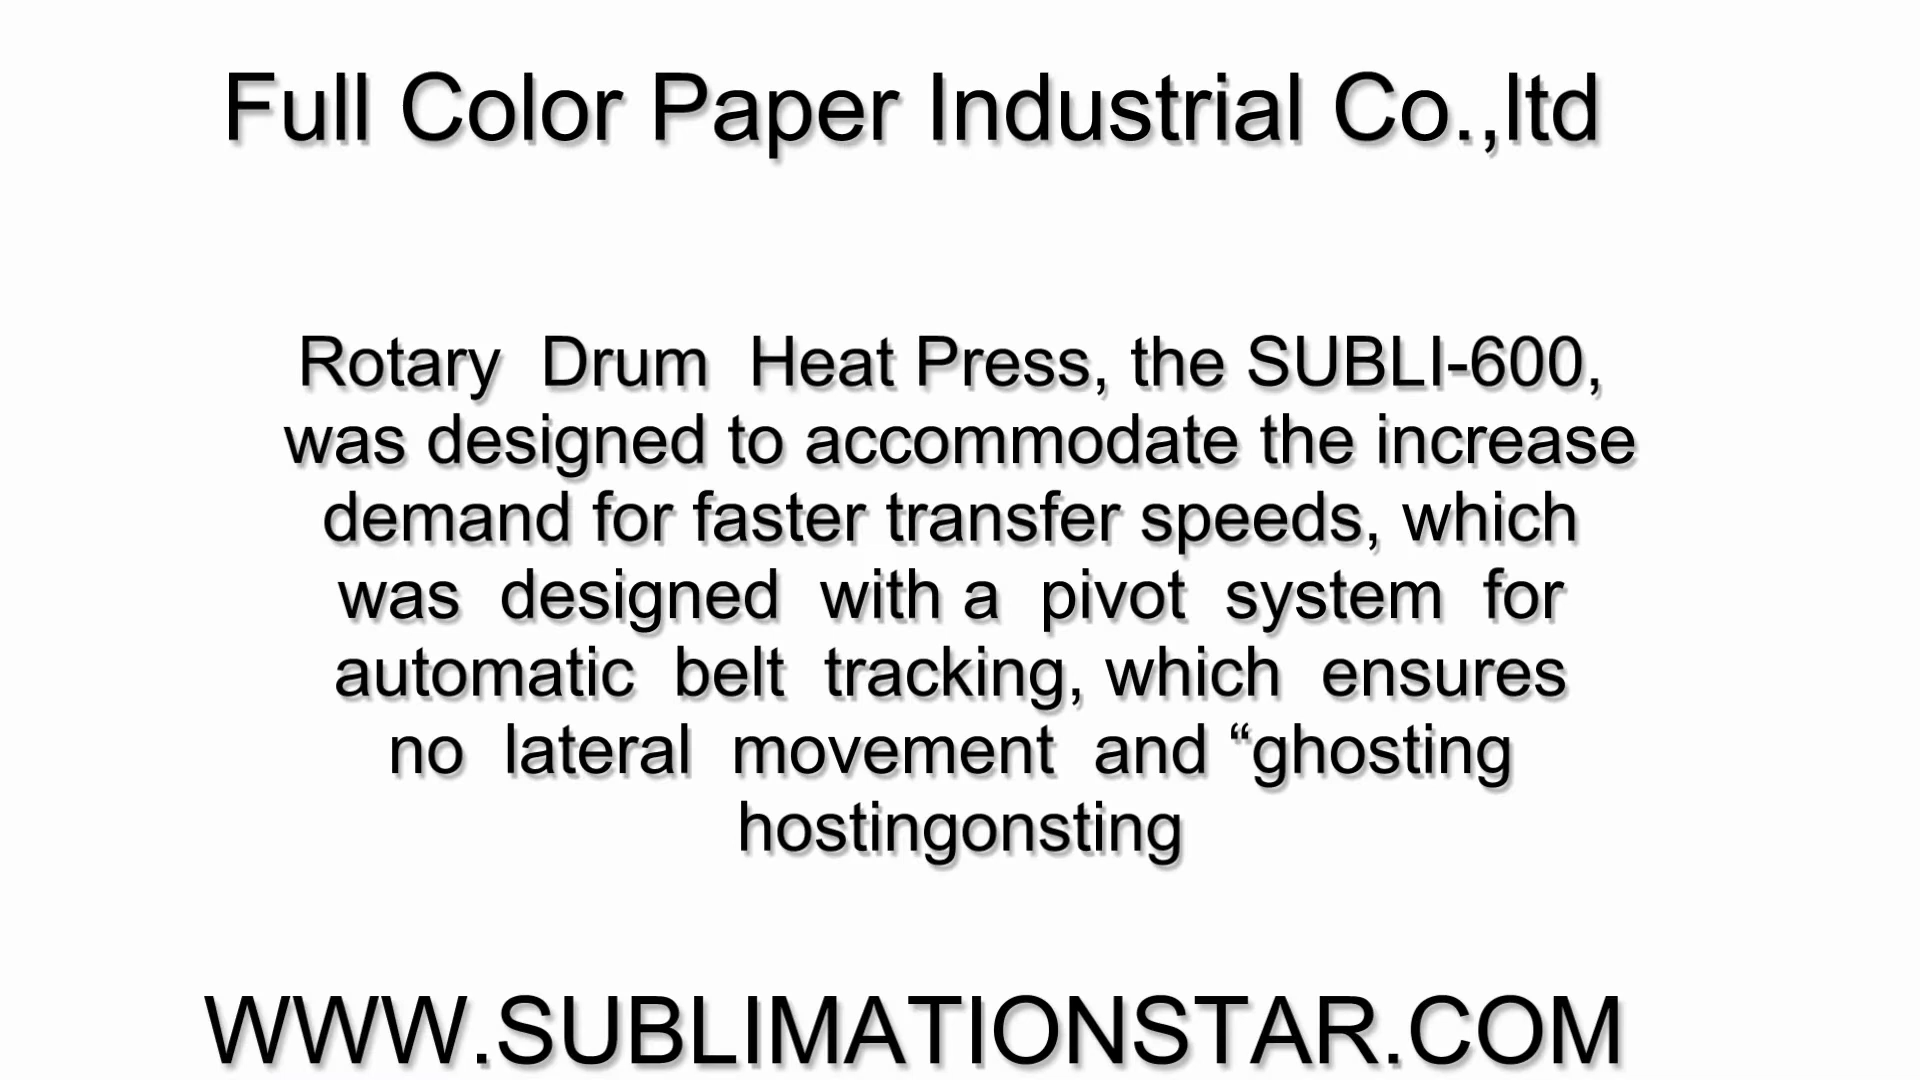 Full Color Paper Industrial Co.,ltd
Rotary Drum Heat Press, the SUBLI-600,
was designed to accommodate the increase
demand for faster transfer speeds, which
was designed with a pivot system for
automatic belt tracking, which ensures
no lateral movement and “ghosting
hostingonsting
WWW.SUBLIMATIONSTAR.COM